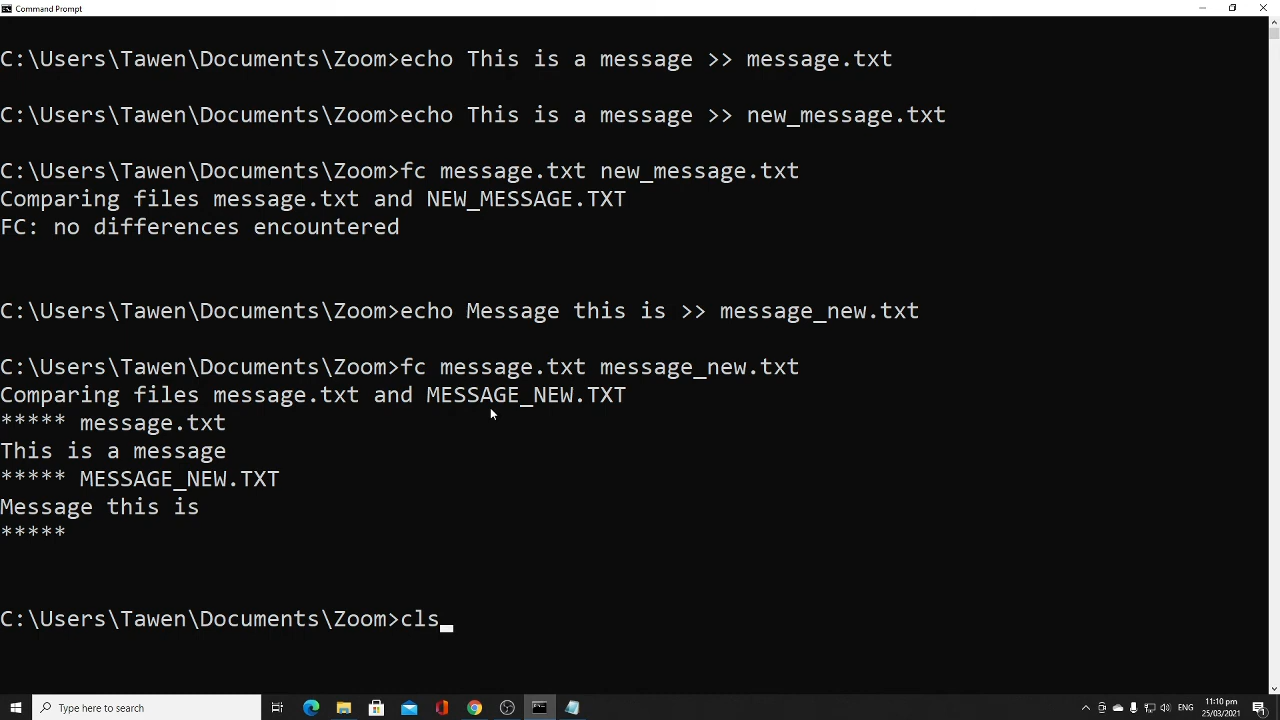 Command Prompt
C:\Users\Tawen\Documents\Zoom>echo This is a message >> message.txt
C:\Users\Tawen\Documents\Zoom>echo This is a message >> new_message.txt
C:\Users\Tawen\Documents\Zoom>fc message.txt new_message.txt
Comparing files message.txt and NEW_MESSAGE.TXT
FC: no differences encountered
C:\Users\Tawen\Documents\Zoom>echo Message this is >> message_new.txt
C:\Users\Tawen\Documents\Zoom>fc message.txt message_new.txt
Comparing files message.txt and MESSAGE_NEW.TXT
***** message.txt
This is a message
***** MESSAGE_NEW.TXT
Message this is
*****
C:\Users\Tawen\Documents\Zoom>cls
Type here to search
ENG
11:10 pm
25/03/2021
1